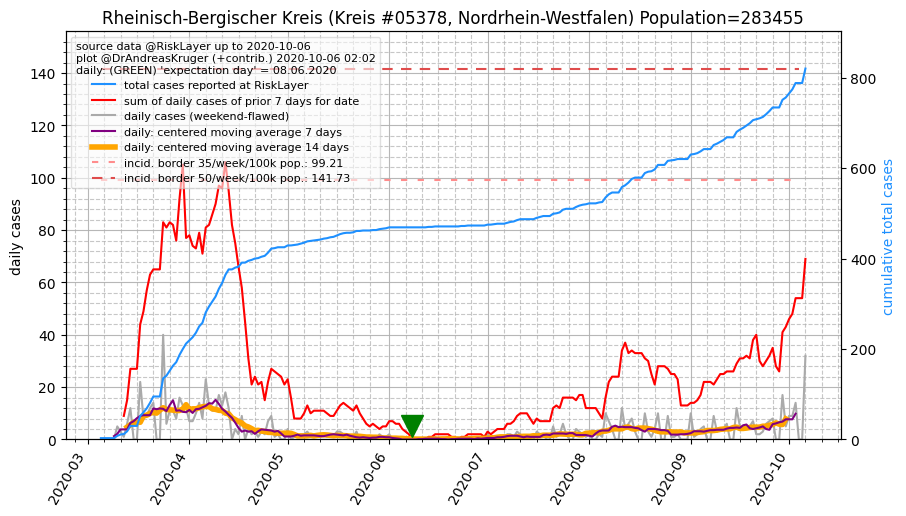 Rheinisch-Bergischer Kreis (Kreis #05378, Nordrhein-Westfalen) Population=283455
source data @RiskLayer up to 2020-10-06
plot @DrAndreasKruger (+contrib.) 2020-10-06 02:02
daily: (GREEN) 'expectation day' = 08.06.2020
total cases reported at RiskLayer
sum of daily cases of prior 7 days for date
daily cases (weekend-flawed)
daily: centered moving average 7 days
daily: centered moving average 14 days
incid. border 35/week/100k pop.: 99.21
incid. border 50/week/100k pop.: 141.73
daily cases
140
120
100
80
60
40
20
0
cumulative total cases
800
600
400
200
0
2020-03
2020-04
2020-05
2020-06
2020-07
2020-08
2020-09
2020-10